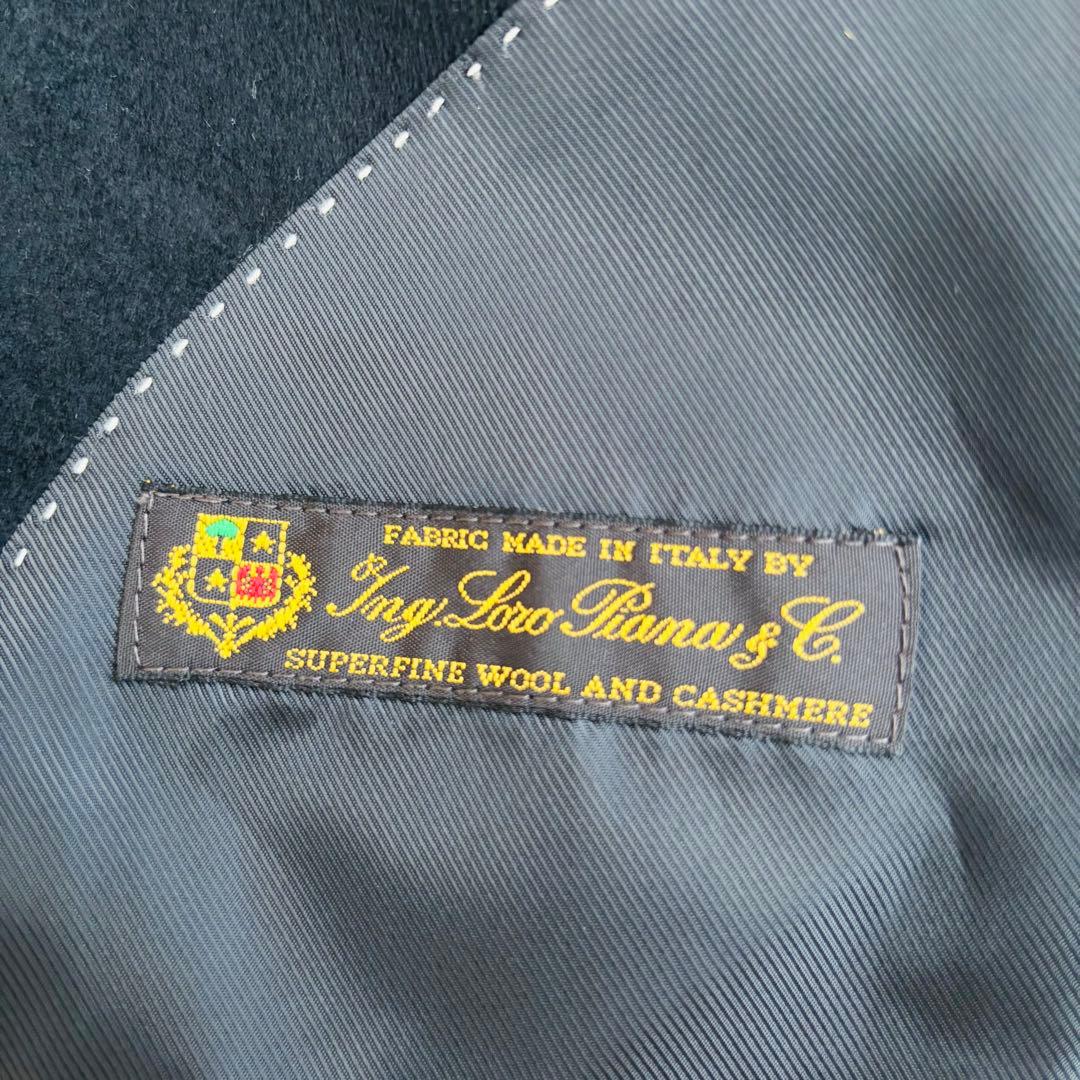 FABRIC MADE IN ITALY BY
Ing. Loro Piana & C.
SUPERFINE WOOL AND CASHMERE